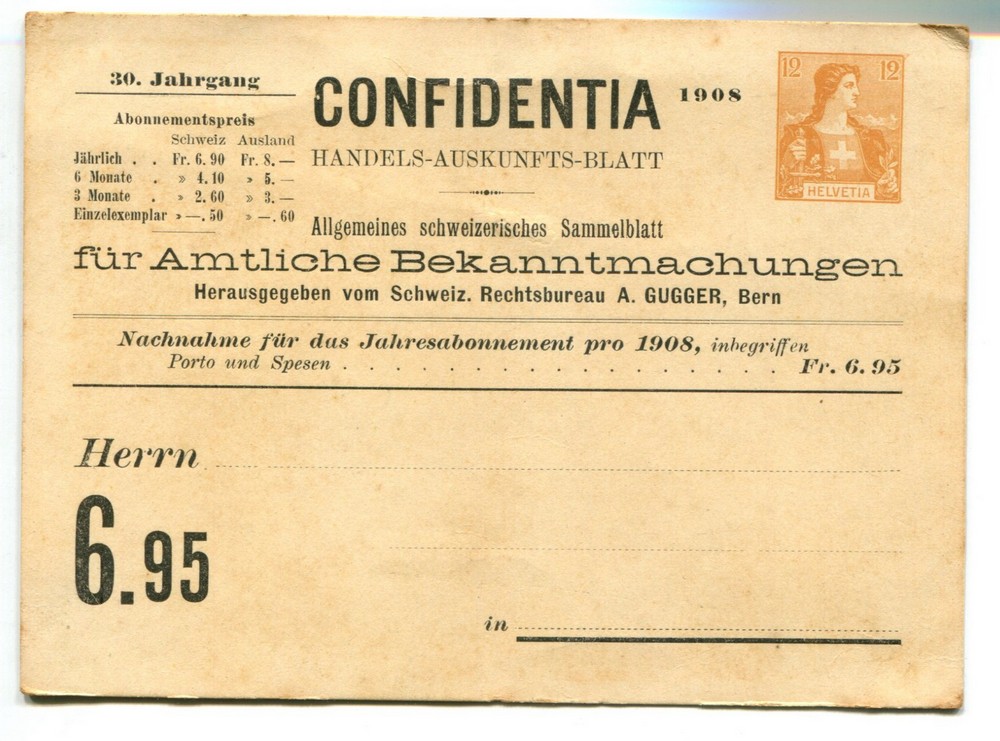 30. Jahrgang
Abonnementspreis
Schweiz Ausland
Jährlich . . Fr. 6. 90 Fr. 8. —
6 Monate . » 4. 10 » 5. —
3 Monate . » 2. 60 » 3. —
Einzelexemplar » —. 50 » —. 60
CONFIDENTIA 1908
HANDELS-AUSKUNFTS-BLATT
12 12
HELVETIA
Allgemeines schweizerisches Sammelblatt
für Amtliche Bekanntmachungen
Herausgegeben vom Schweiz. Rechtsbureau A. GUGGER, Bern
Nachnahme für das Jahresabonnement pro 1908, inbegriffen
Porto und Spesen . . . . . . . . . . . . . . . . . . . Fr. 6. 95
Herrn
6.95
in